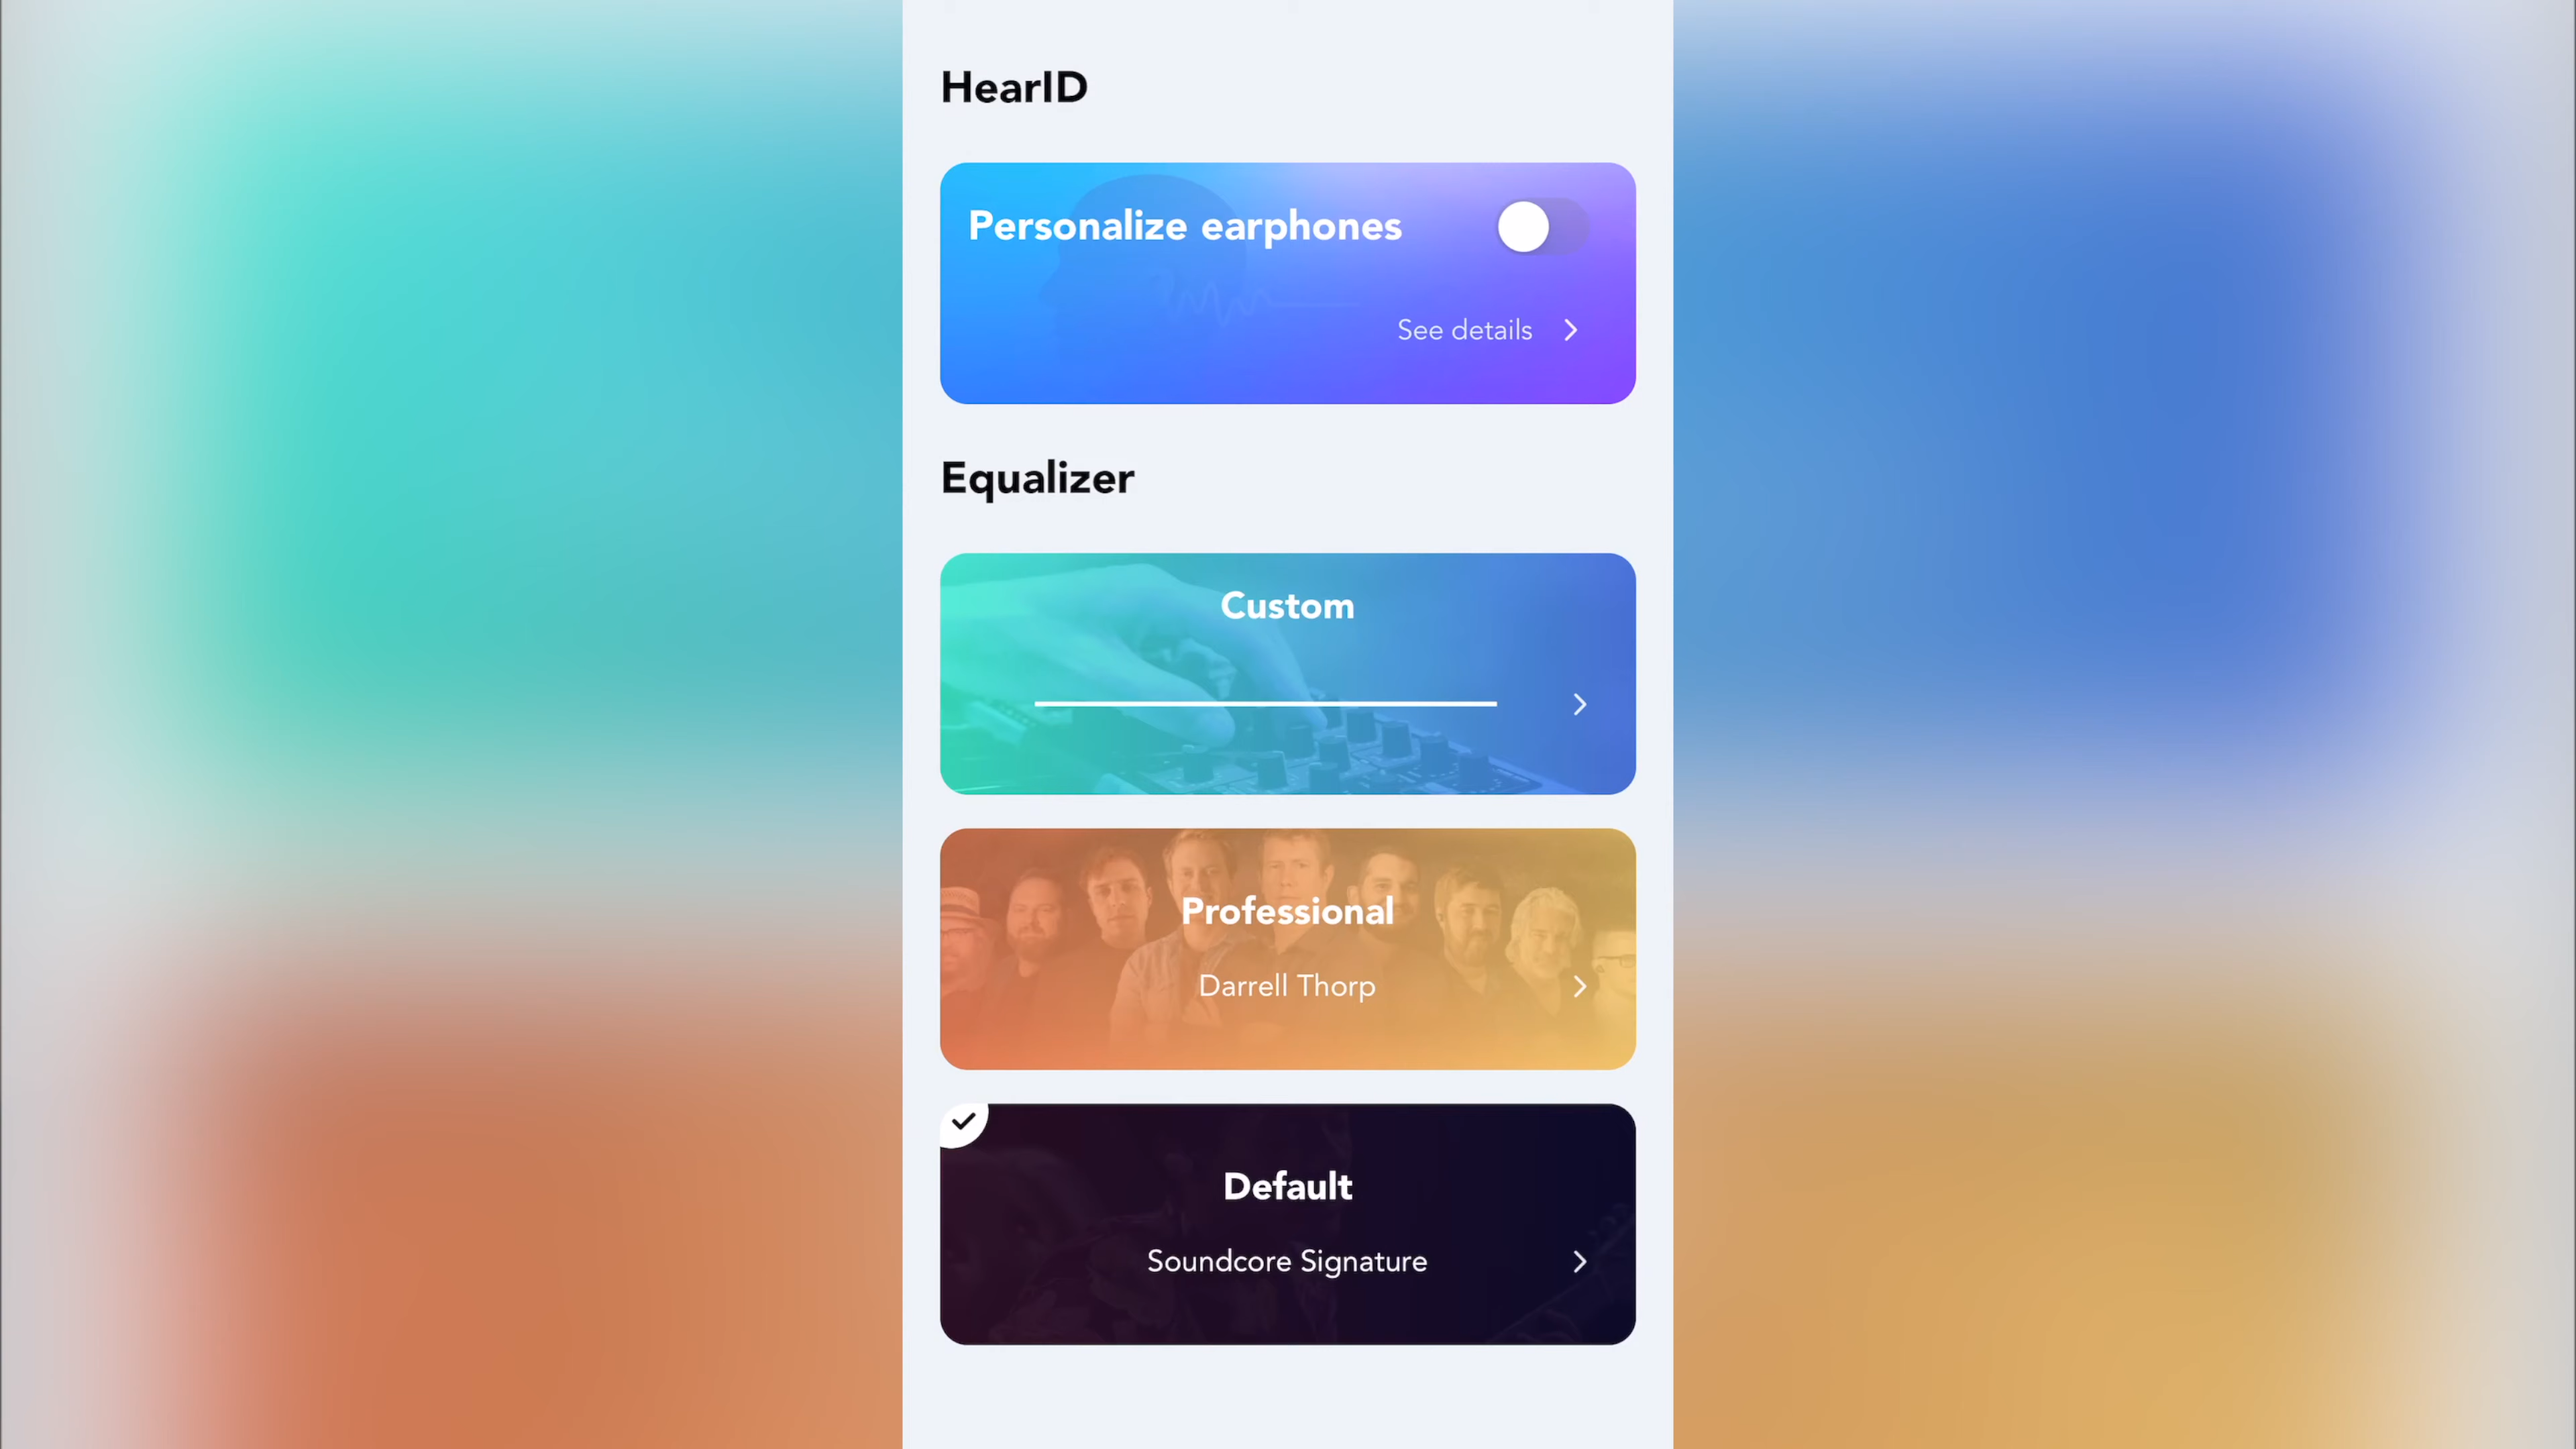 HearID
Personalize earphones
See details
Equalizer
Custom
Professional
Darrell Thorp
Default
Soundcore Signature